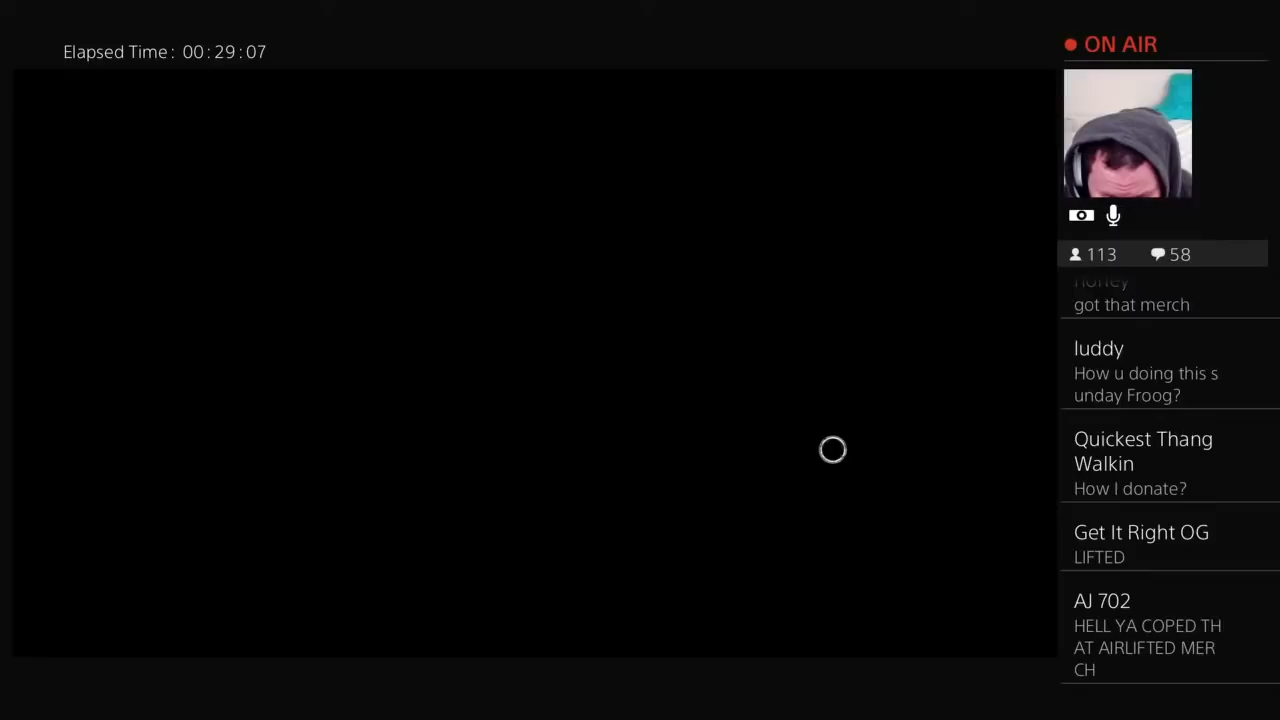 Elapsed Time: 00:29:07
ON AIR
113 58
got that merch
luddy
How u doing this s
unday Froog?
Quickest Thang
Walkin
How I donate?
Get It Right OG
LIFTED
AJ 702
HELL YA COPED TH
AT AIRLIFTED MER
CH